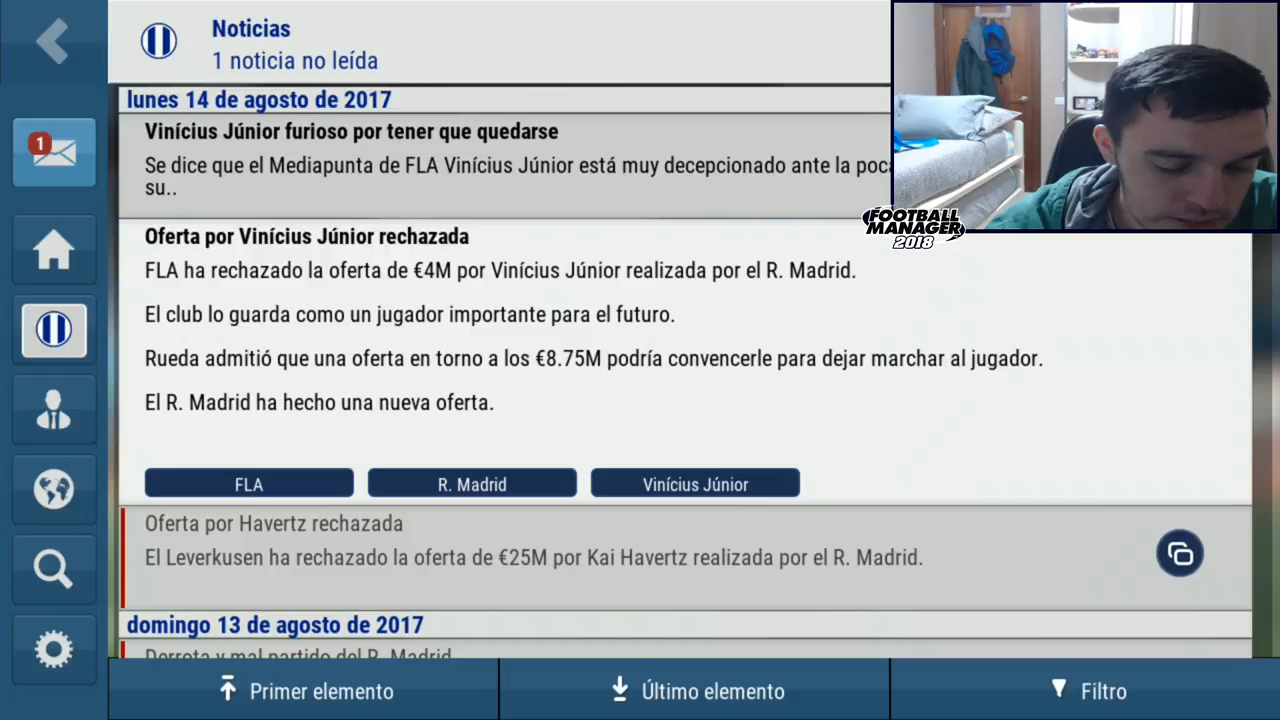 Noticias
1 noticia no leída
1
lunes 14 de agosto de 2017
Vinícius Júnior furioso por tener que quedarse
Se dice que el Mediapunta de FLA Vinícius Júnior está muy decepcionado ante la
su..
FOOTBALL
MANAGER
2018
Oferta por Vinícius Júnior rechazada
FLA ha rechazado la oferta de €4M por Vinícius Júnior realizada por el R. Madrid.
El club lo guarda como un jugador importante para el futuro.
Rueda admitió que una oferta en torno a los €8.75M podría convencerle para dejar marchar al jugador.
El R. Madrid ha hecho una nueva oferta.
FLA R. Madrid Vinícius Júnior
Oferta por Havertz rechazada
El Leverkusen ha rechazado la oferta de €25M por Kai Havertz realizada por el R. Madrid.
domingo 13 de agosto de 2017
Derrota y mal partido del R. Madrid
Primer elemento Último elemento Filtro